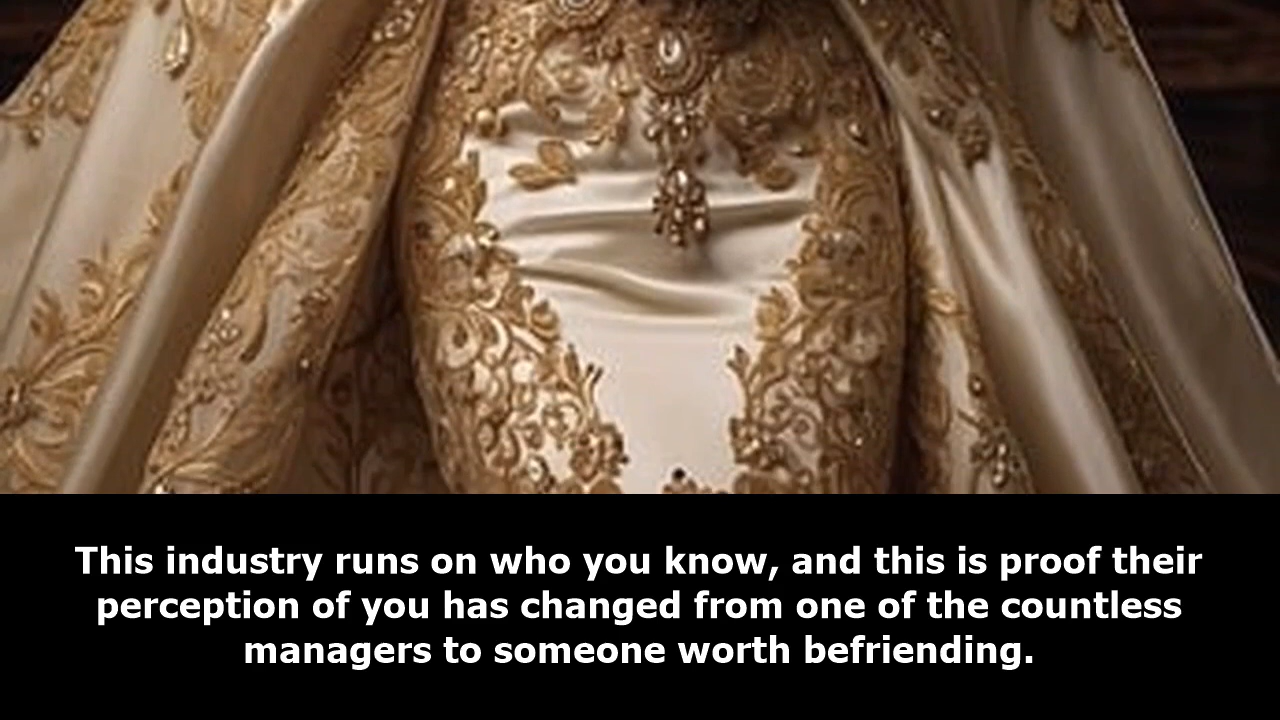 This industry runs on who you know, and this is proof their
perception of you has changed from one of the countless
managers to someone worth befriending.